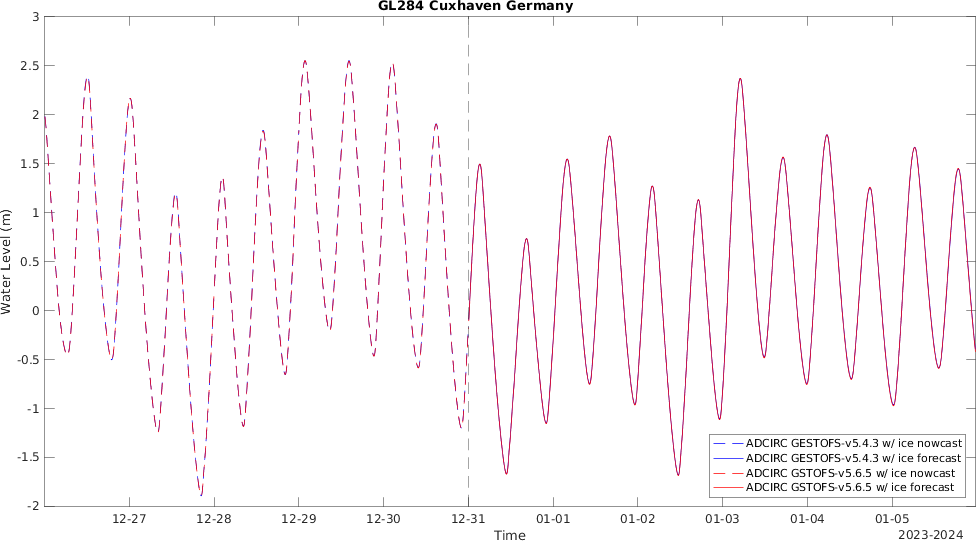 GL284 Cuxhaven Germany
3
2.5
2
1.5
1
0.5
0
-0.5
-1
-1.5
-2
Water Level (m)
ADCIRC GESTOFS-v5.4.3 w/ ice nowcast
ADCIRC GESTOFS-v5.4.3 w/ ice forecast
ADCIRC GSTOFS-v5.6.5 w/ ice nowcast
ADCIRC GSTOFS-v5.6.5 w/ ice forecast
12-27 12-28 12-29 12-30 12-31 01-01 01-02 01-03 01-04 01-05
Time
2023-2024